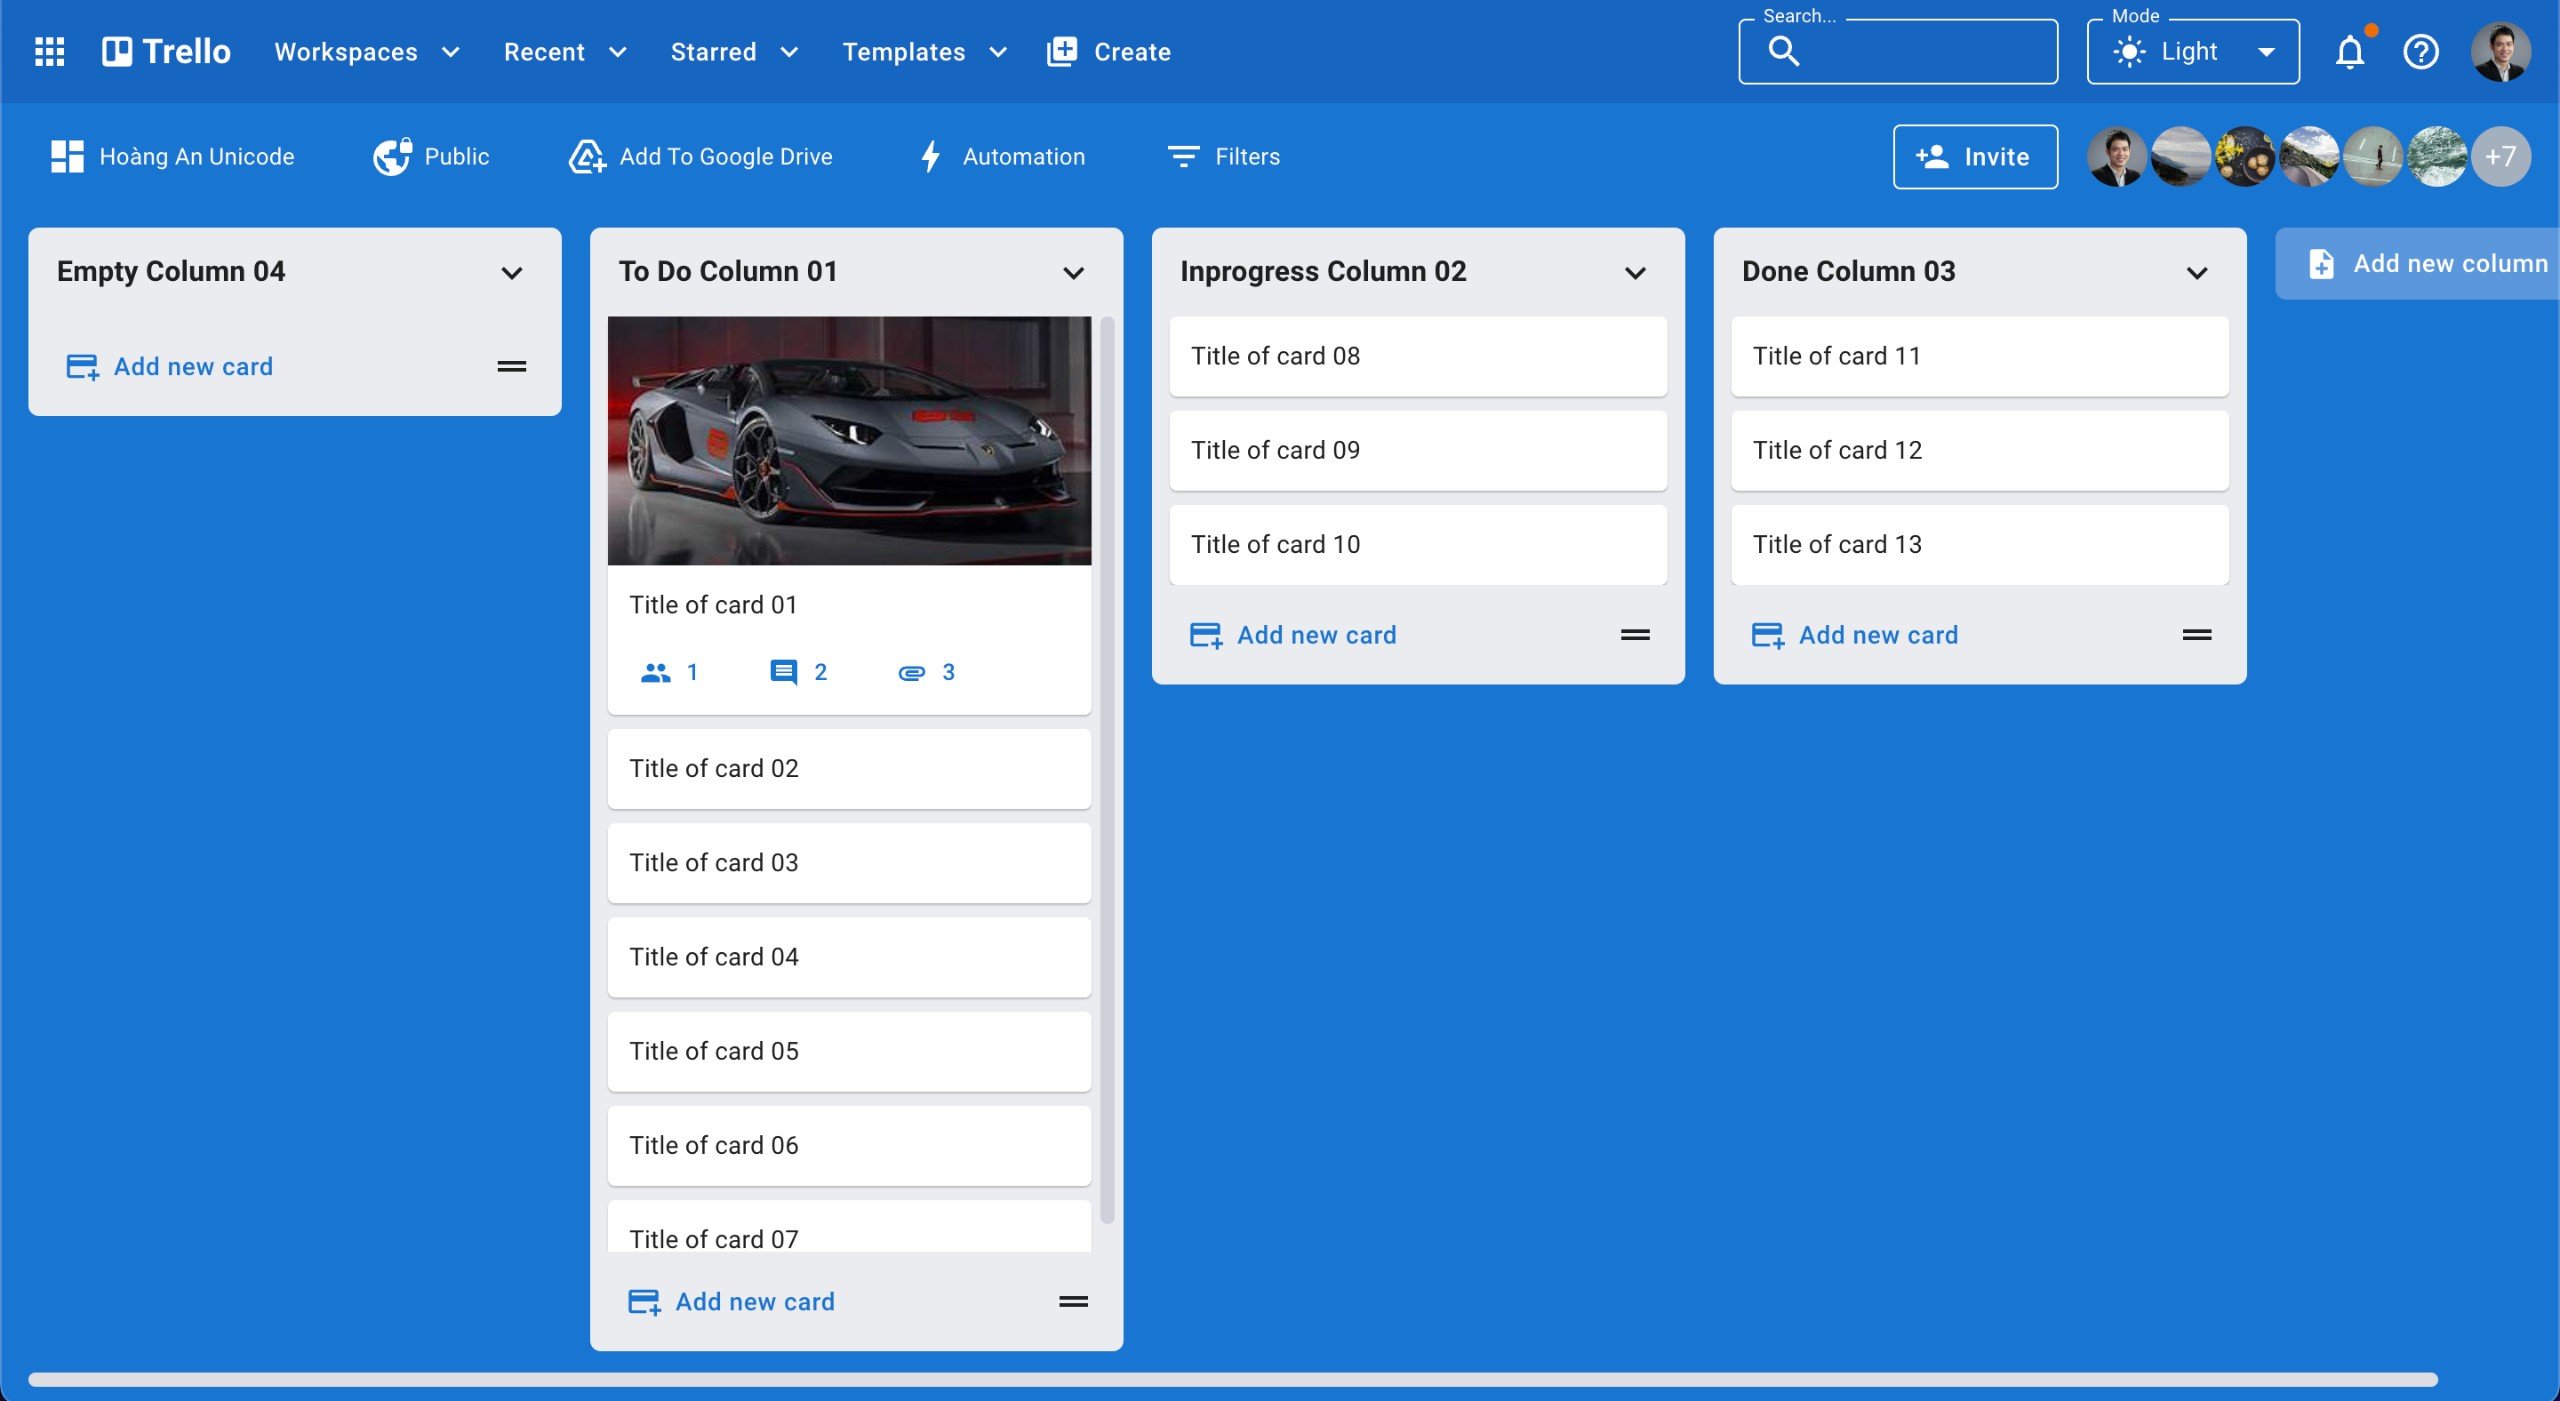 Trello
Workspaces
Recent
Starred
Templates
Create
Search...
Mode
Light
Hoàng An Unicode
Public
Add To Google Drive
Automation
Filters
Invite
+7
Empty Column 04
Add new card
To Do Column 01
Title of card 01
1 2 3
Title of card 02
Title of card 03
Title of card 04
Title of card 05
Title of card 06
Title of card 07
Add new card
Inprogress Column 02
Title of card 08
Title of card 09
Title of card 10
Add new card
Done Column 03
Title of card 11
Title of card 12
Title of card 13
Add new card
Add new column